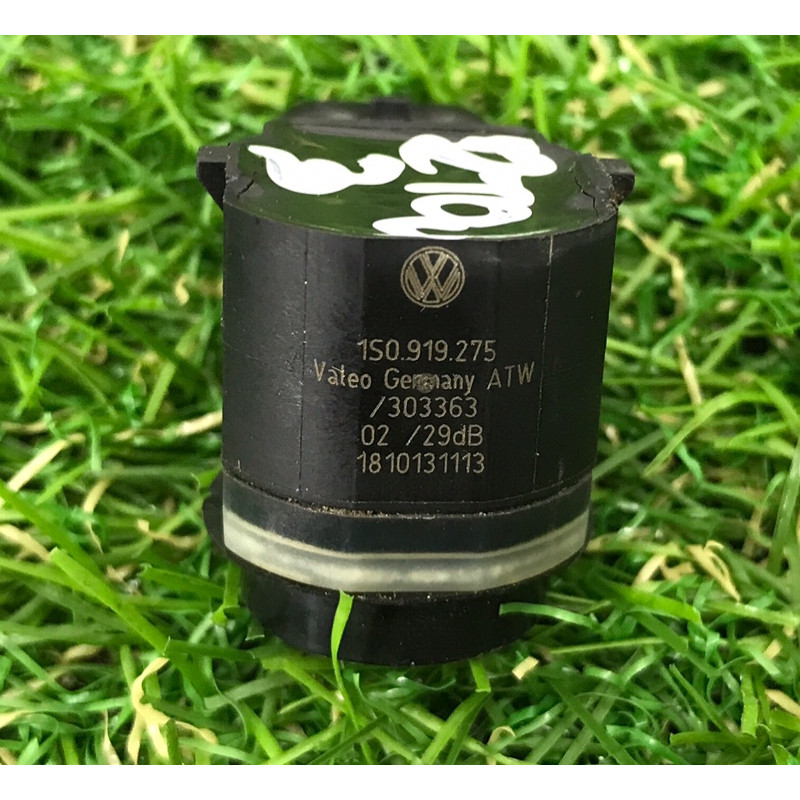 1S0.919.275
Valeo Germany ATW
/303363
02 /29dB
1810131113